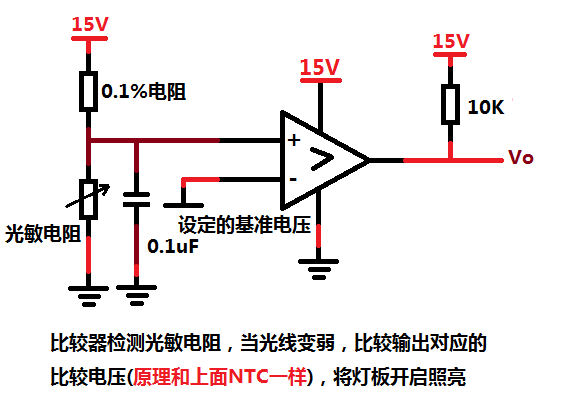 15V
15V
15V
0.1%电阻
10K
+
>
Vo
-
设定的基准电压
光敏电阻
0.1uF
比较器检测光敏电阻，当光线变弱，比较输出对应的
比较电压(原理和上面NTC一样)，将灯板开启照亮